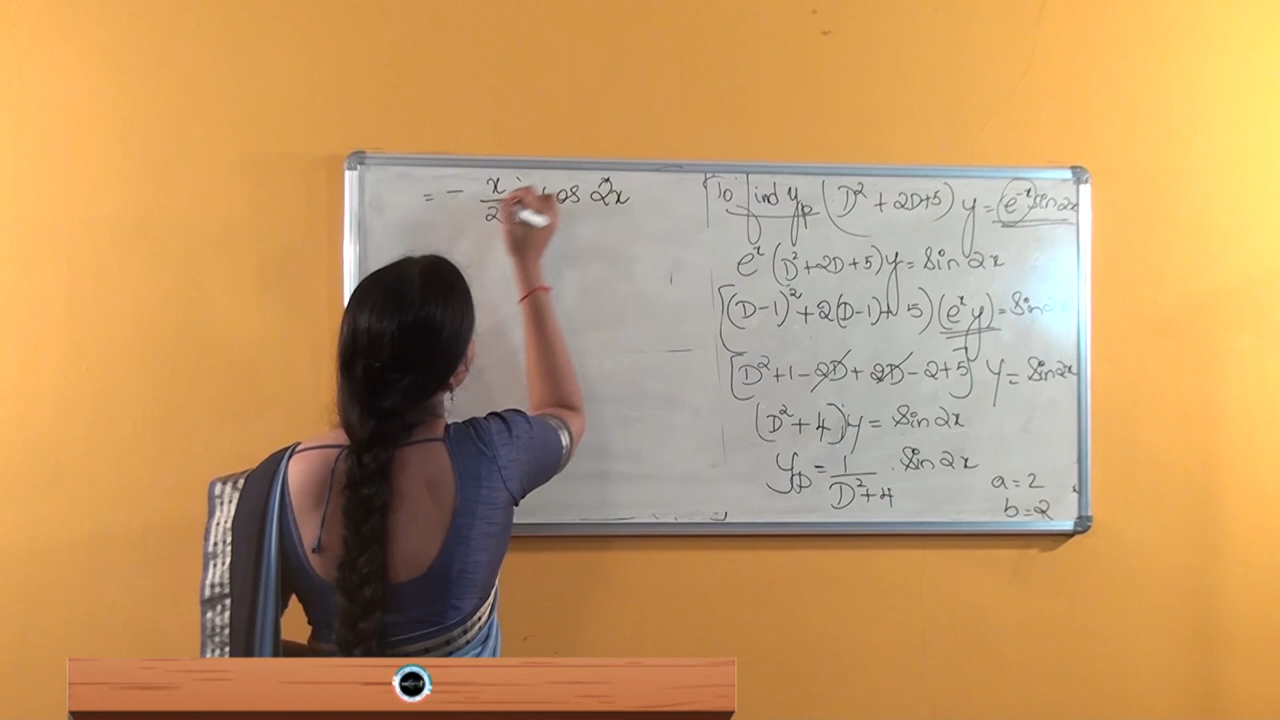 = - x/2 cos 2x
To find yp (D² + 2D+5) y = e^-x sin 2x
e^x (D² + 2D + 5) y = sin 2x
[(D-1)² + 2(D-1) + 5) (e^x y) = sin 2x
[D² + 1 - 2D + 2D - 2 + 5] Y = sin 2x
(D² + 4) y = sin 2x
yp = 1/D²+4 . sin 2x
a = 2
b = 2